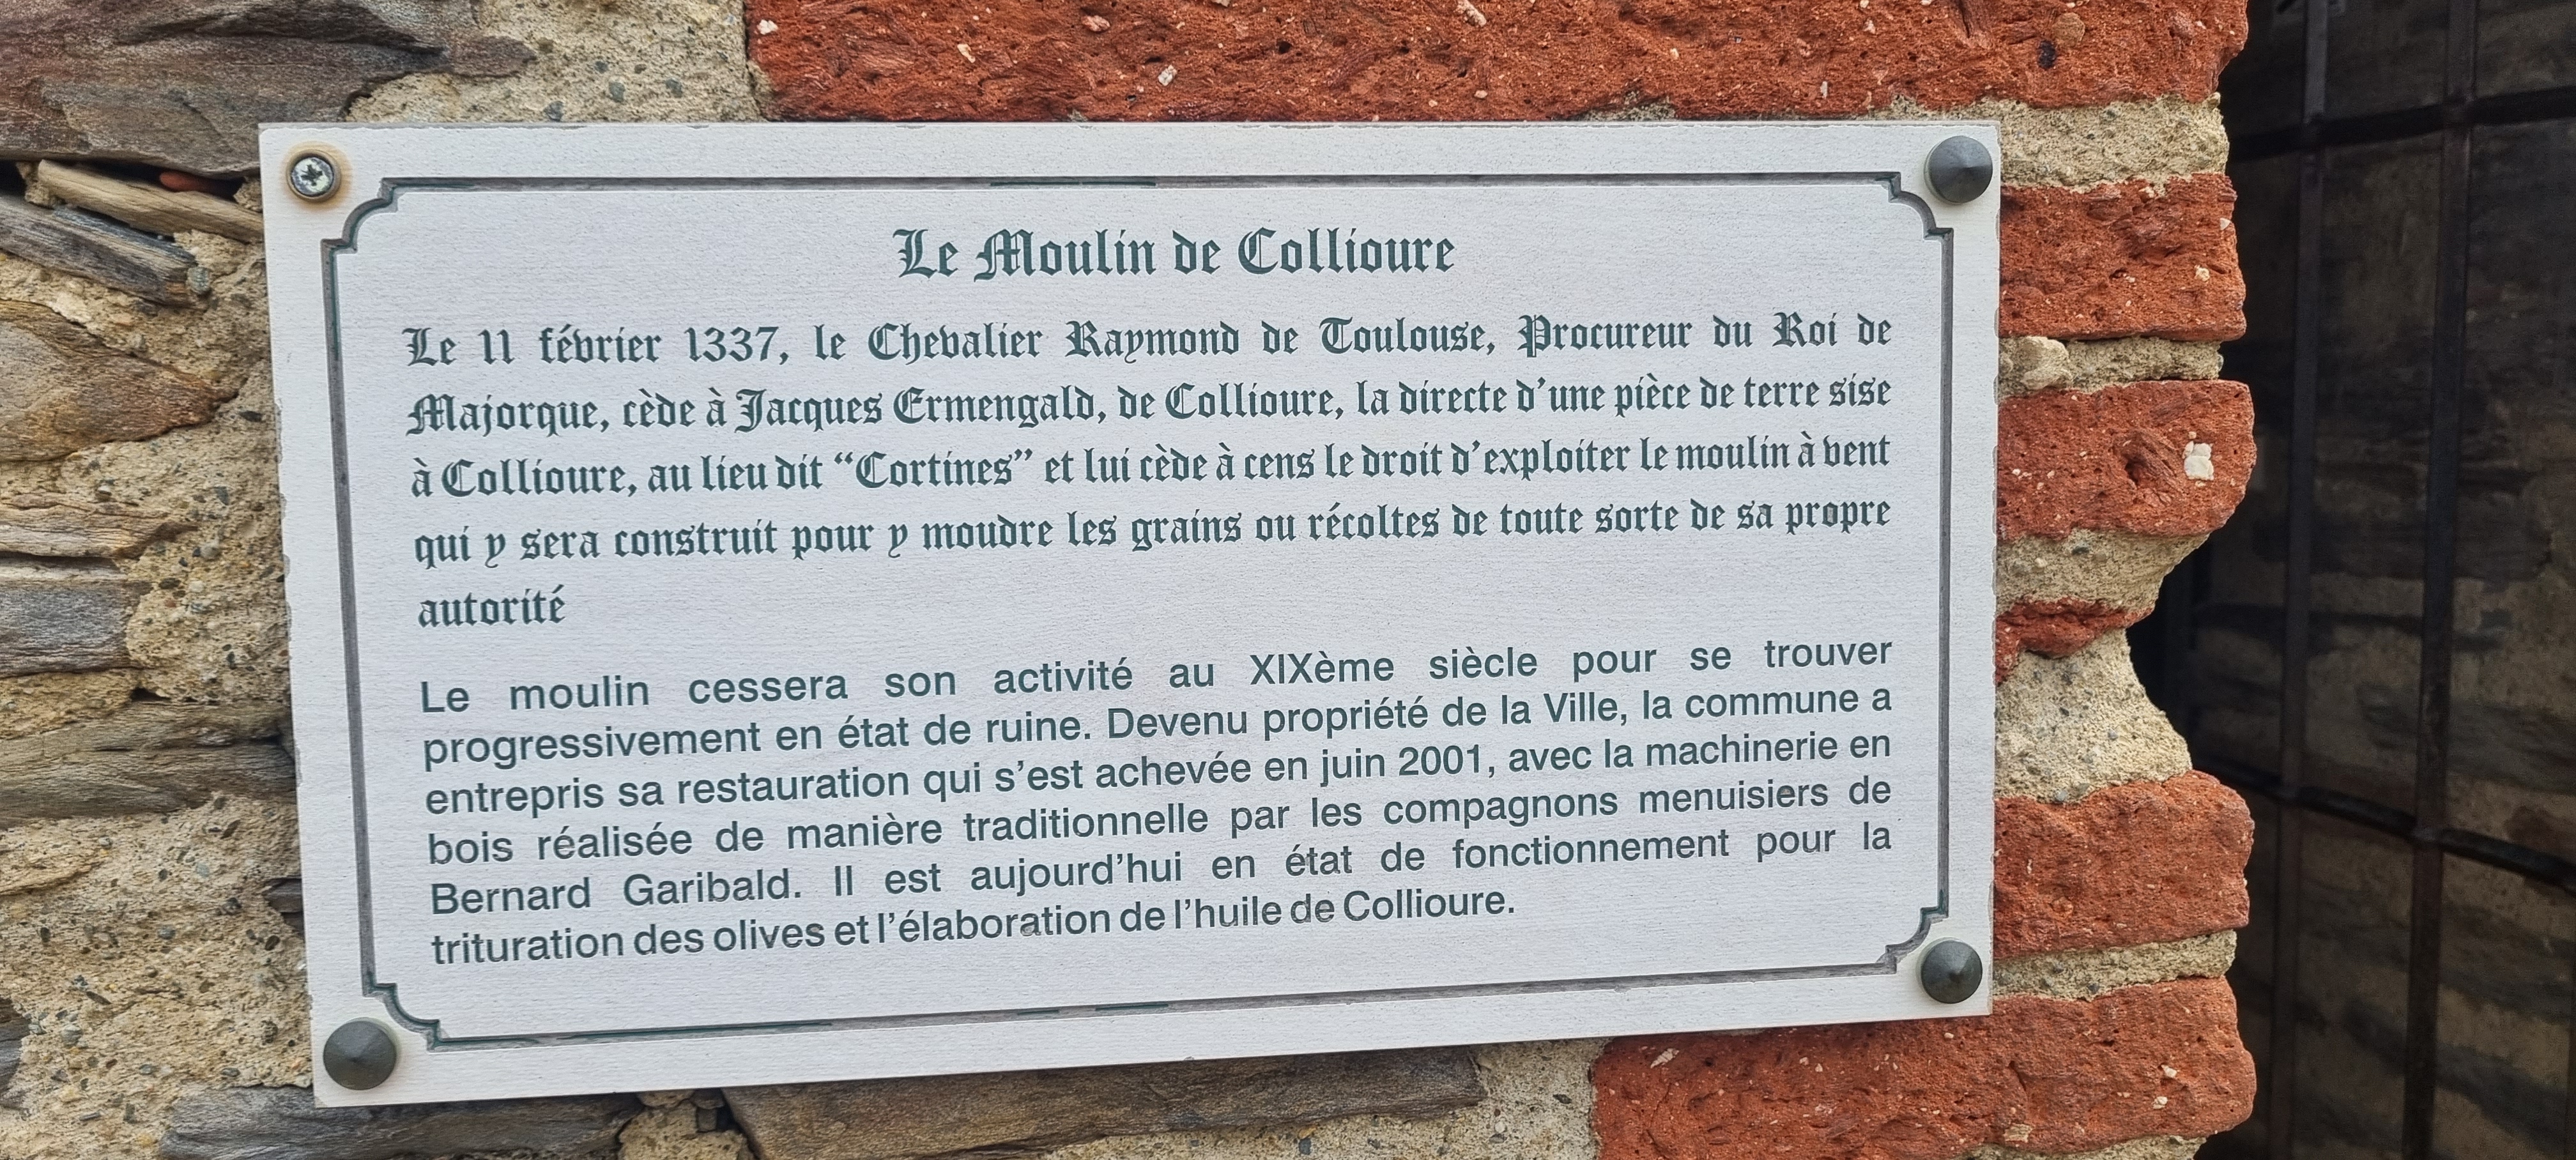 Le Moulin de Collioure
Le 11 février 1337, le Chevalier Raymond de Toulouse, Procureur du Roi de
Majorque, cède à Jacques Ermengald, de Collioure, la directe d'une pièce de terre sise
à Collioure, au lieu dit “Cortines” et lui cède à cens le droit d'exploiter le moulin à vent
qui y sera construit pour y moudre les grains ou récoltes de toute sorte de sa propre
autorité
Le moulin cessera son activité au XIXème siècle pour se trouver
progressivement en état de ruine. Devenu propriété de la Ville, la commune a
entrepris sa restauration qui s'est achevée en juin 2001, avec la machinerie en
bois réalisée de manière traditionnelle par les compagnons menuisiers de
Bernard Garibald. Il est aujourd'hui en état de fonctionnement pour la
trituration des olives et l'élaboration de l'huile de Collioure.